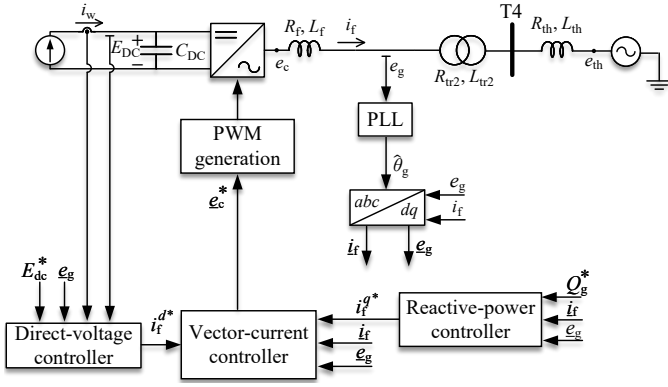 i_w
E_DC + −
C_DC
= ~
e_c
R_f, L_f
i_f
e_g
R_tr2, L_tr2
T4
R_th, L_th
e_th
PWM
generation
PLL
θ̂_g
abc
dq
e_g
i_f
i_f
e_g
e_c*
E_dc*
e_g
Direct-voltage
controller
i_f^d*
Vector-current
controller
i_f^q*
i_f
e_g
Reactive-power
controller
Q_g*
i_f
e_g